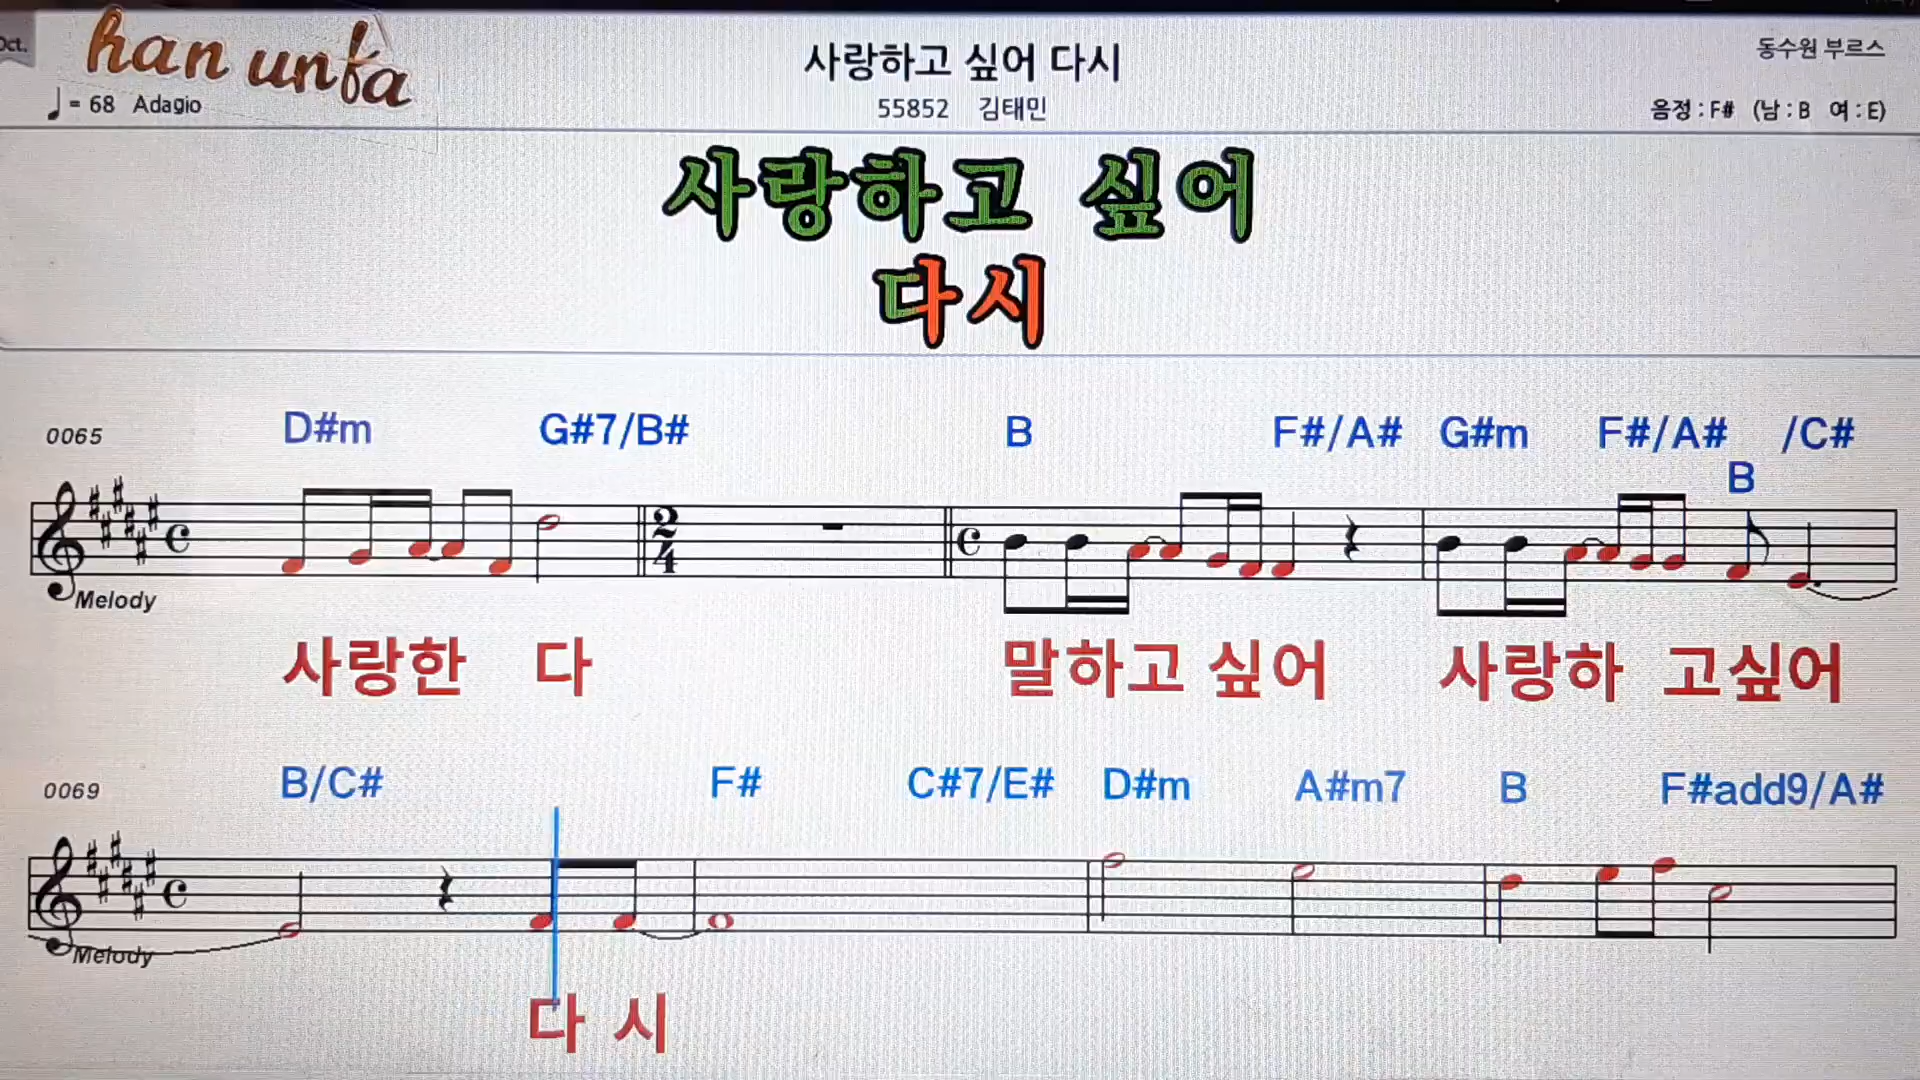 Oct.
han unfa
사랑하고 싶어 다시
동수원 부르스
♩ = 68 Adagio
55852 김태민
음정 : F# (남 : B 여 : E)
사랑하고 싶어
다시
0065
D#m G#7/B# B F#/A# G#m F#/A# /C#
B
C 2/4 C
Melody
사랑한 다 말하고 싶어 사랑하 고싶어
0069
B/C# F# C#7/E# D#m A#m7 B F#add9/A#
C
Melody
다 시